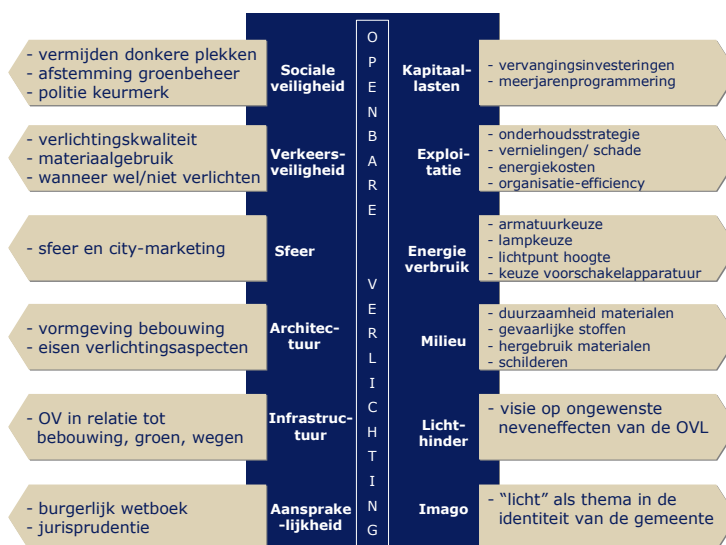 - vermijden donkere plekken
- afstemming groenbeheer
- politie keurmerk
Sociale
veiligheid
- verlichtingskwaliteit
- materiaalgebruik
- wanneer wel/niet verlichten
Verkeers-
veiligheid
- sfeer en city-marketing
Sfeer
- vormgeving bebouwing
- eisen verlichtingsaspecten
Architec-
tuur
- OV in relatie tot
bebouwing, groen, wegen
Infrastruc-
tuur
- burgerlijk wetboek
- jurisprudentie
Aansprake
-lijkheid
OPENBARE VERLICHTING
Kapitaal-
lasten
- vervangingsinvesteringen
- meerjarenprogrammering
Exploi-
tatie
- onderhoudsstrategie
- vernielingen/ schade
- energiekosten
- organisatie-efficency
Energie
verbruik
- armatuurkeuze
- lampkeuze
- lichtpunt hoogte
- keuze voorschakelapparatuur
Milieu
- duurzaamheid materialen
- gevaarlijke stoffen
- hergebruik materialen
- schilderen
Licht-
hinder
- visie op ongewenste
neveneffecten van de OVL
Imago
- “licht” als thema in de
identiteit van de gemeente